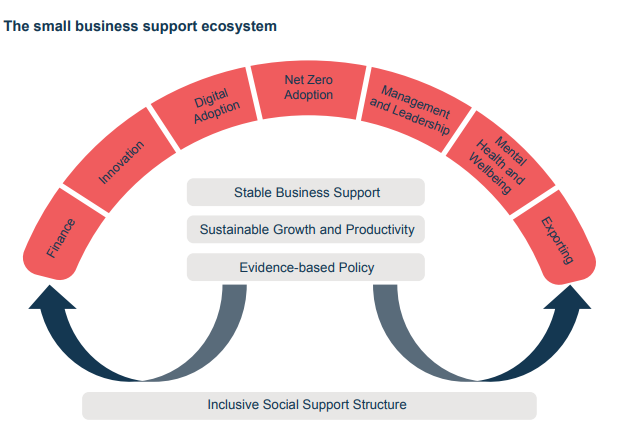 The small business support ecosystem
Finance
Innovation
Digital
Adoption
Net Zero
Adoption
Management
and Leadership
Mental
Health and
Wellbeing
Exporting
Stable Business Support
Sustainable Growth and Productivity
Evidence-based Policy
Inclusive Social Support Structure